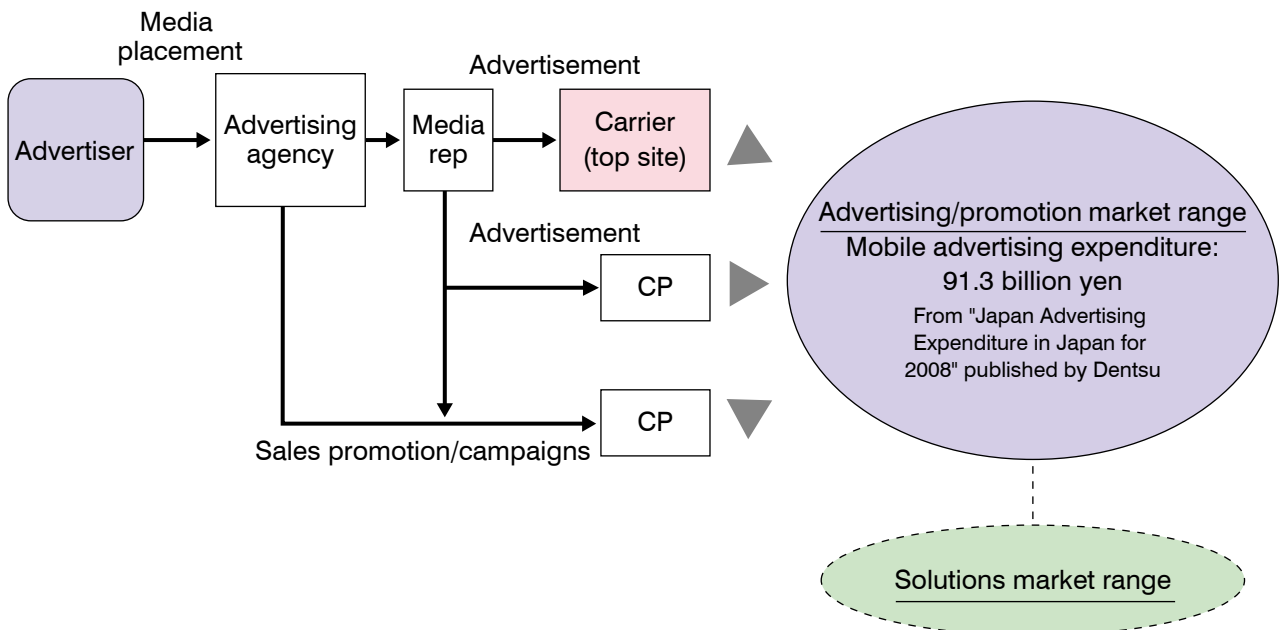 Media
placement
Advertiser
Advertising
agency
Media
rep
Advertisement
Carrier
(top site)
Advertisement
CP
CP
Sales promotion/campaigns
Advertising/promotion market range
Mobile advertising expenditure:
91.3 billion yen
From "Japan Advertising
Expenditure in Japan for
2008" published by Dentsu
Solutions market range